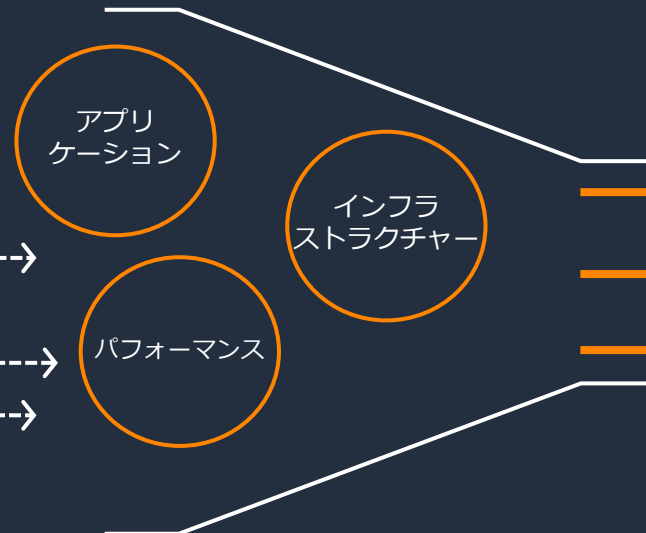 アプリ
ケーション
インフラ
ストラクチャー
パフォーマンス